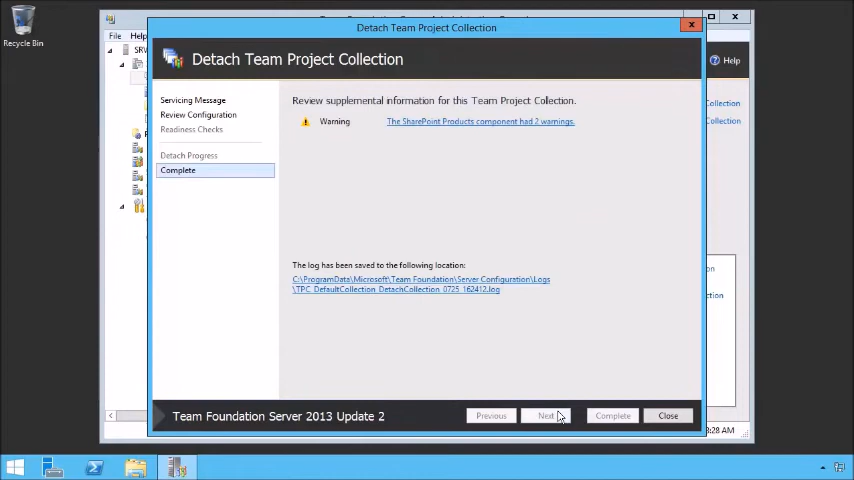 Recycle Bin
File
Help
SRV
Detach Team Project Collection
Detach Team Project Collection
Help
Servicing Message
Review Configuration
Readiness Checks
Detach Progress
Complete
Review supplemental information for this Team Project Collection.
Warning
The SharePoint Products component had 2 warnings.
The log has been saved to the following location:
C:\ProgramData\Microsoft\Team Foundation\Server Configuration\Logs
\TPC_DefaultCollection_DetachCollection_0725_162412.log
Collection
Collection
Team Foundation Server 2013 Update 2
Previous
Next
Complete
Close
:28 AM